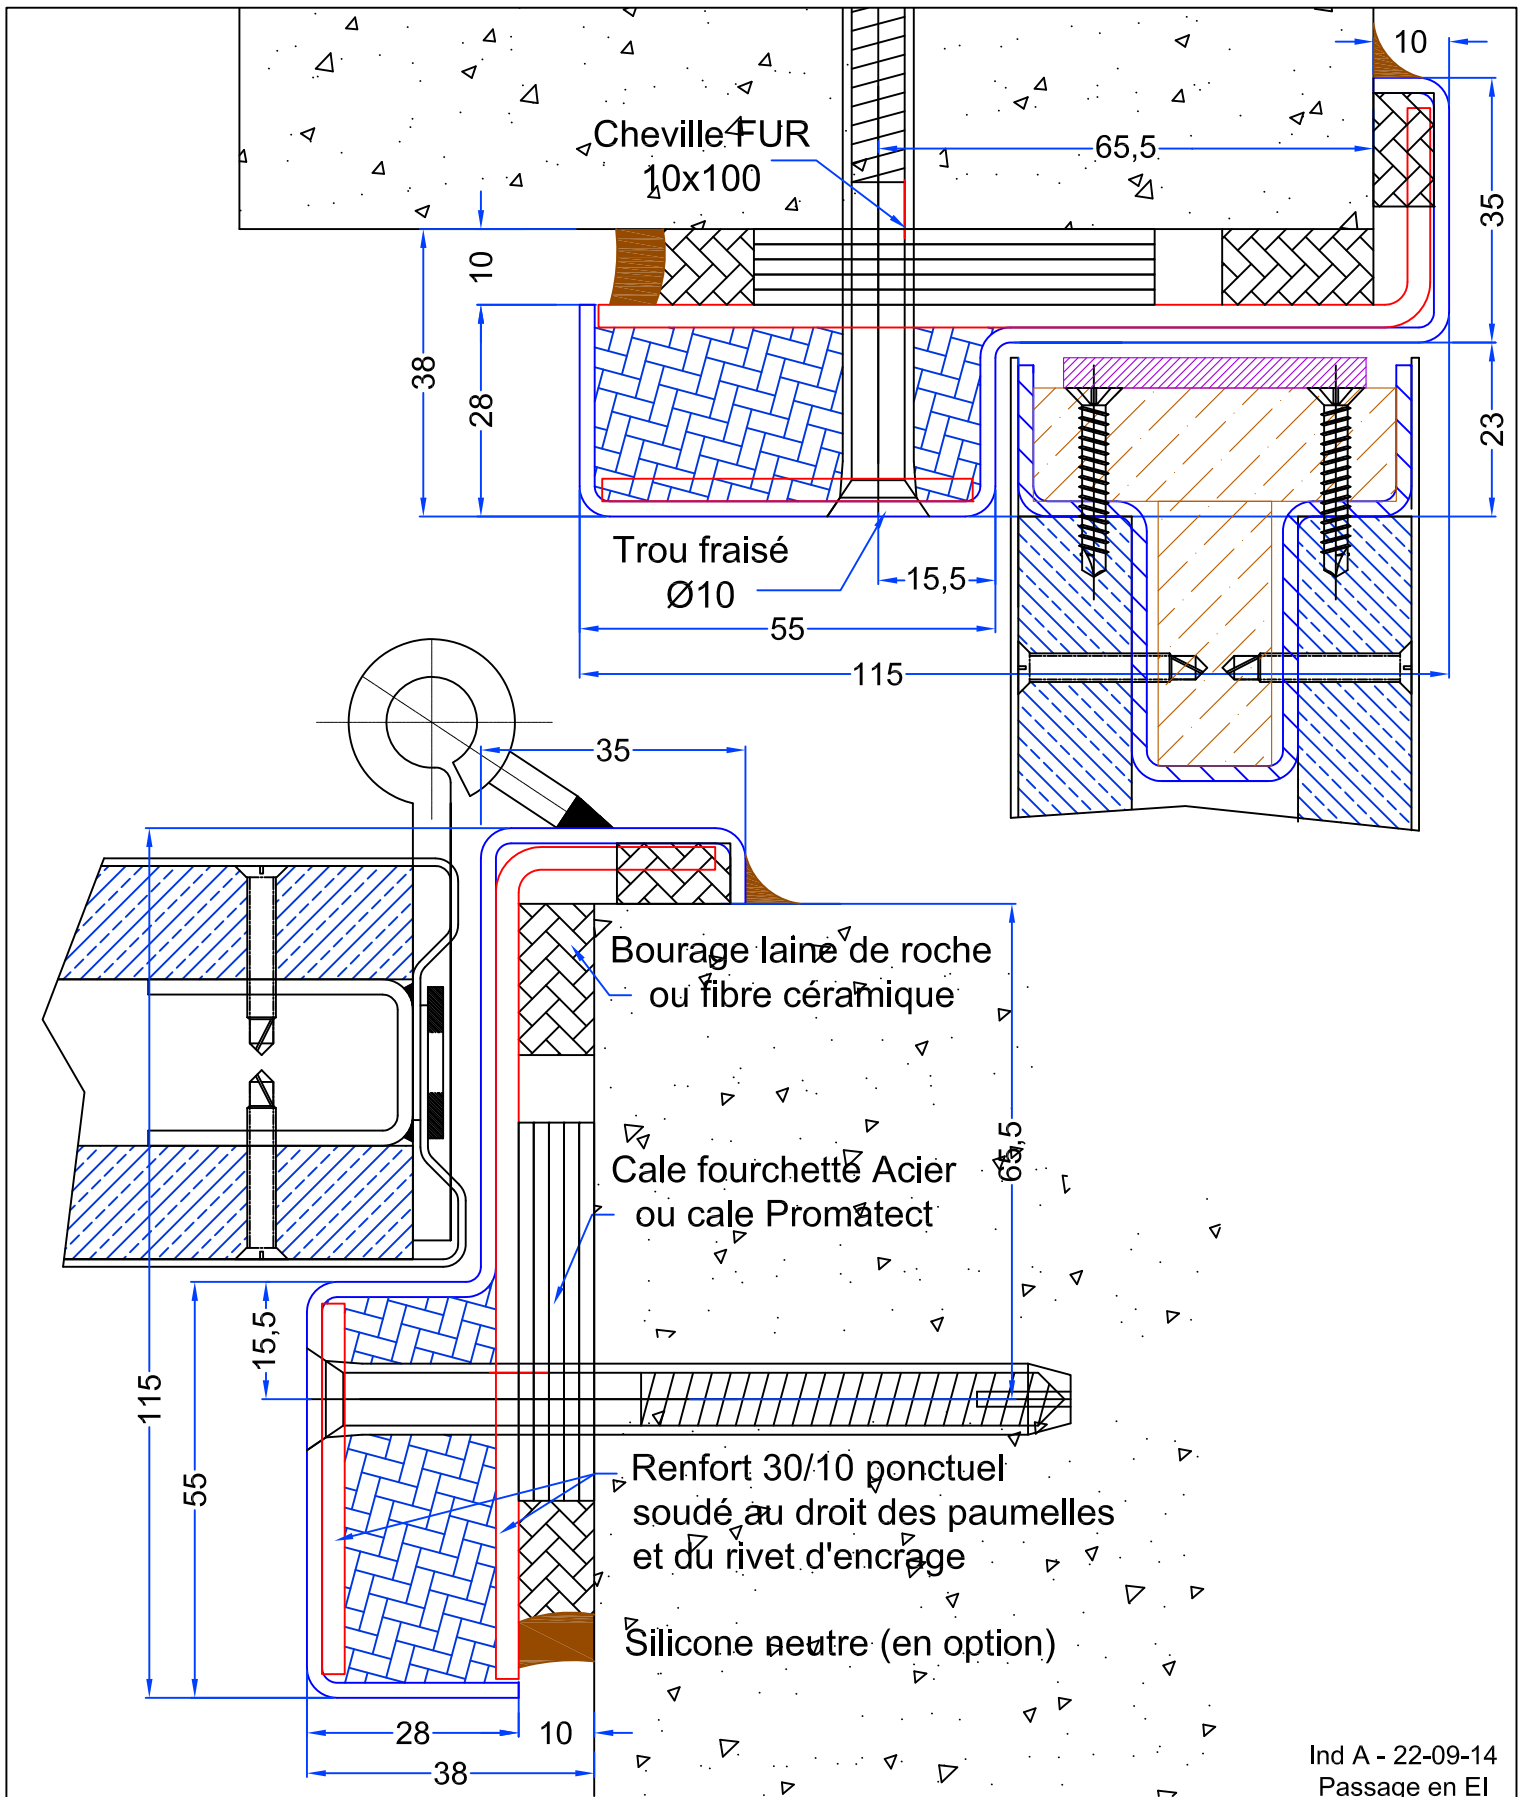 10
Cheville FUR
10x100
65,5
35
10
38
28
23
Trou fraisé
Ø10
15,5
55
115
35
Bourage laine de roche
ou fibre céramique
65,5
Cale fourchette Acier
ou cale Promatect
15,5
115
55
Renfort 30/10 ponctuel
soudé au droit des paumelles
et du rivet d'encrage
Silicone neutre (en option)
28
10
38
Ind A - 22-09-14
Passage en EI